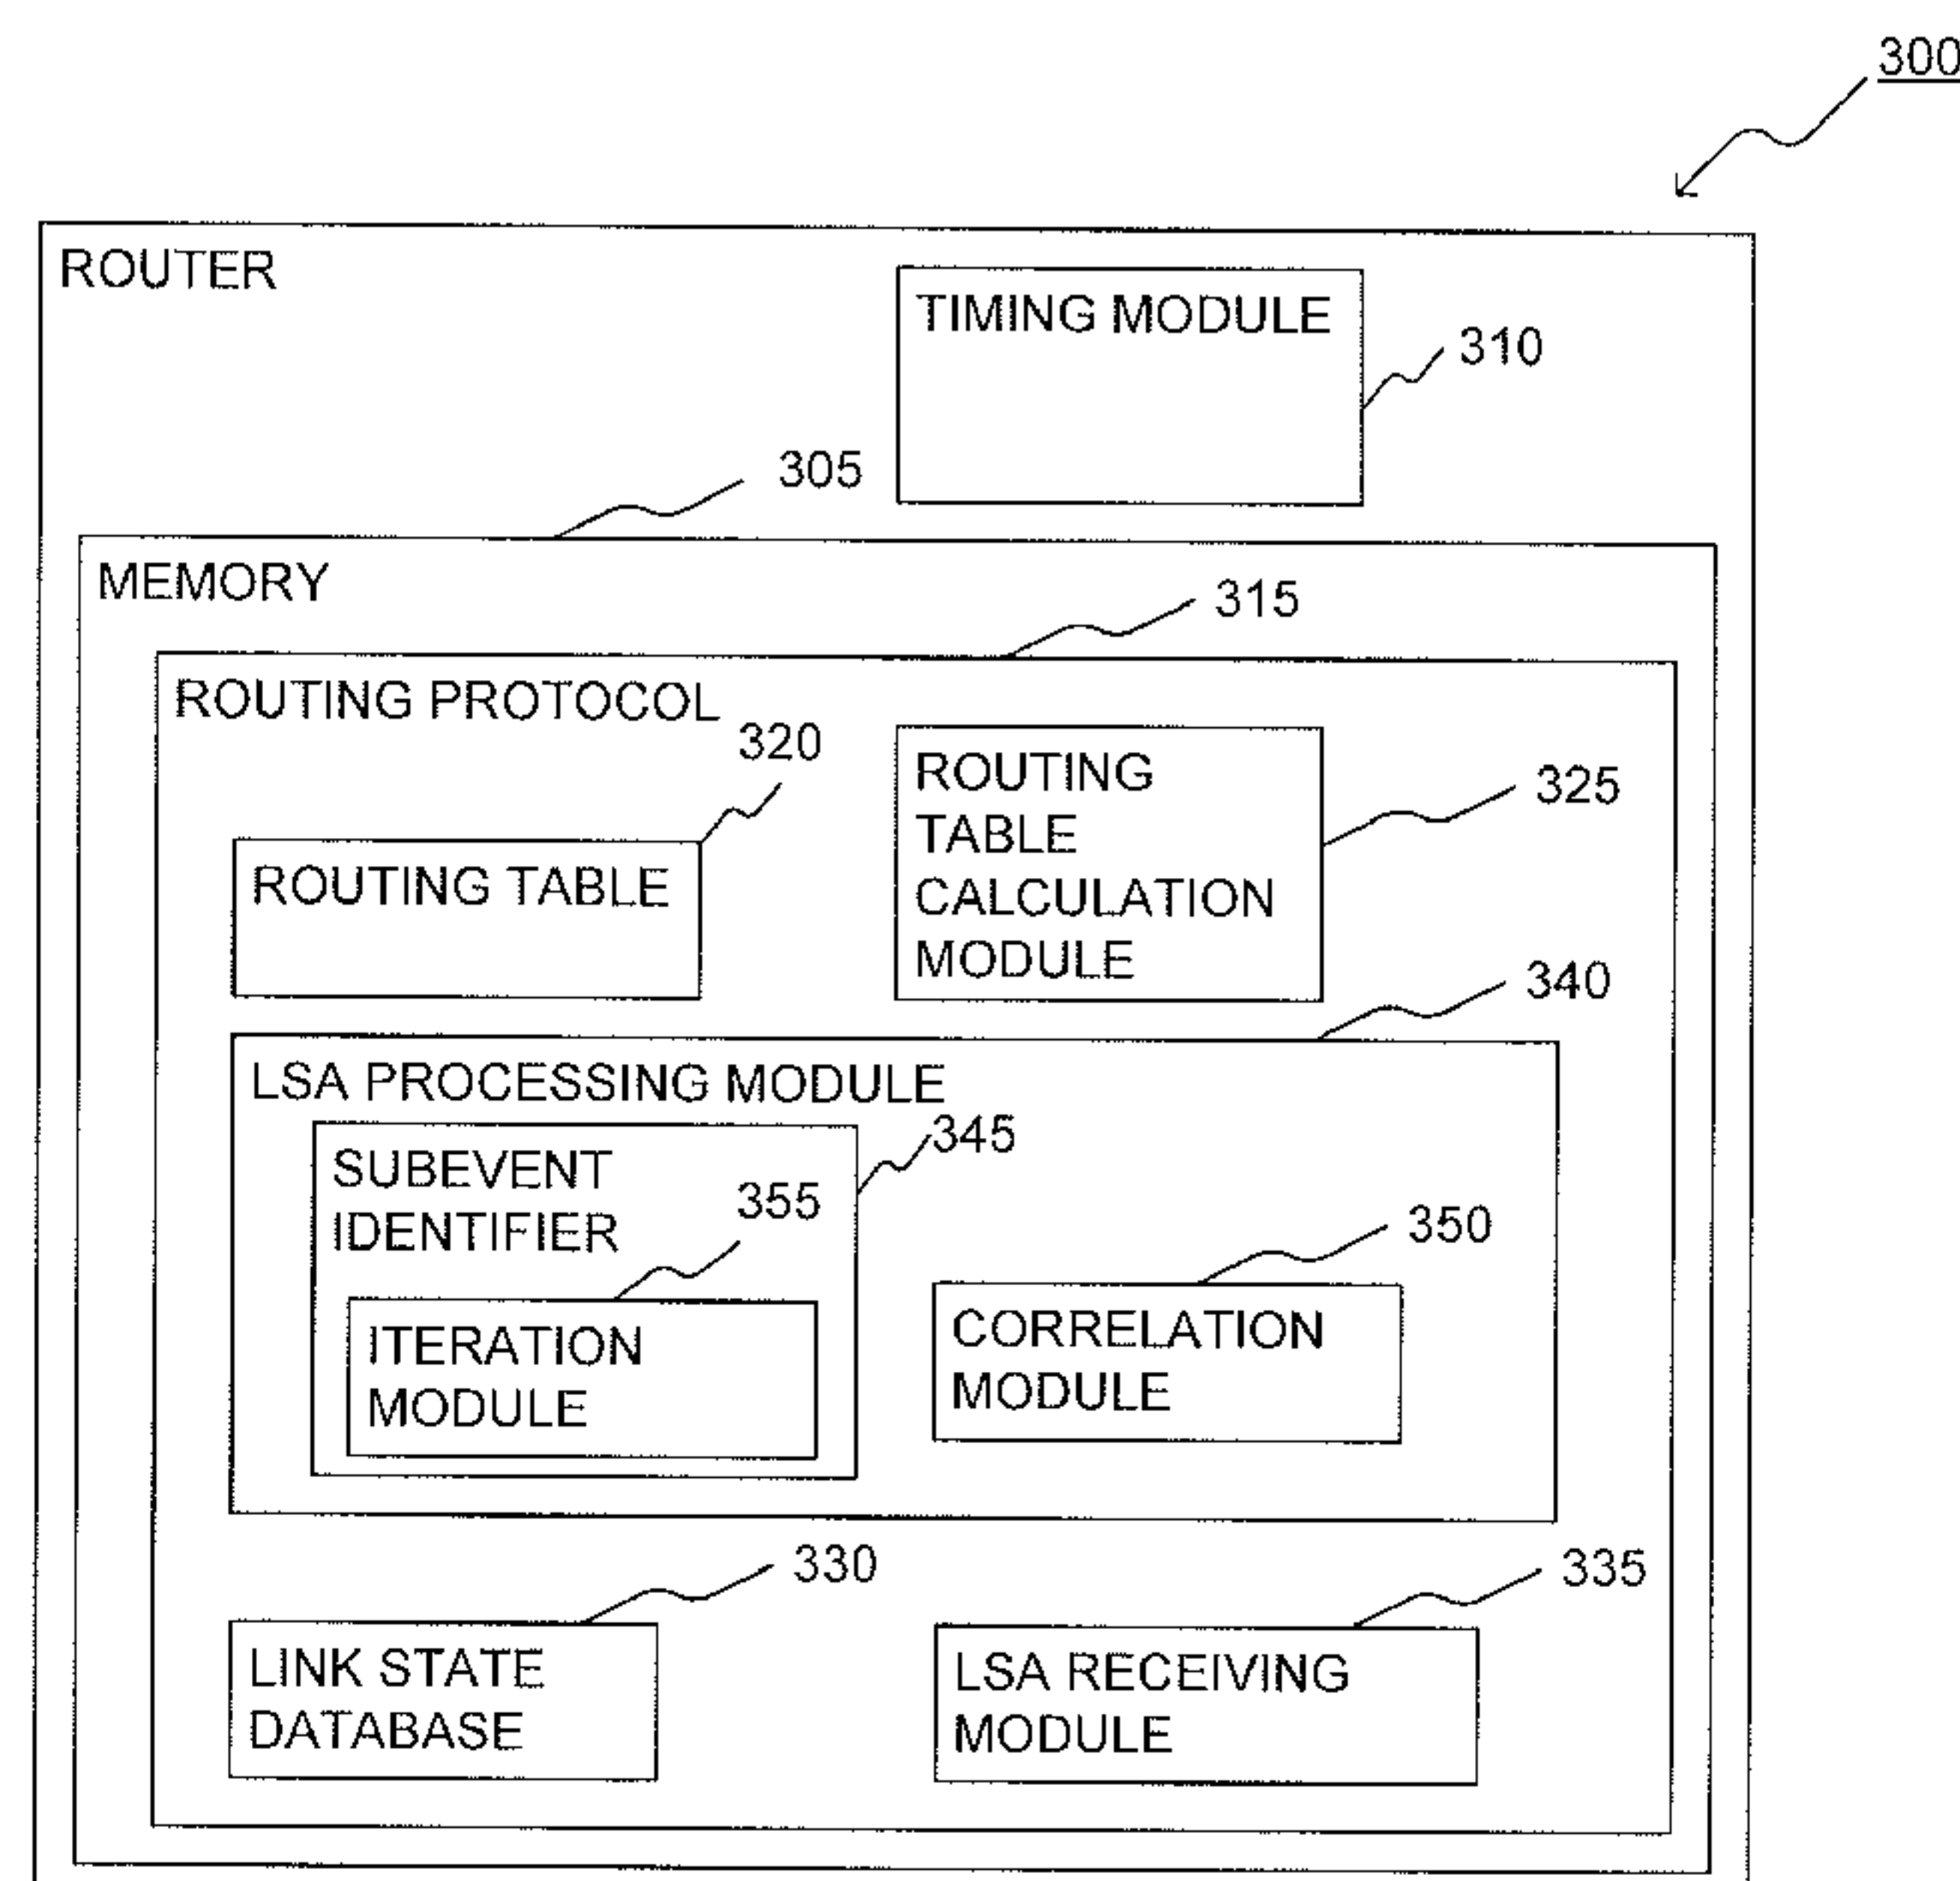 300
ROUTER
TIMING MODULE
310
305
MEMORY
315
ROUTING PROTOCOL
320
ROUTING
TABLE
CALCULATION
MODULE
325
ROUTING TABLE
340
LSA PROCESSING MODULE
345
SUBEVENT
IDENTIFIER
355
350
ITERATION
MODULE
CORRELATION
MODULE
330
335
LINK STATE
DATABASE
LSA RECEIVING
MODULE